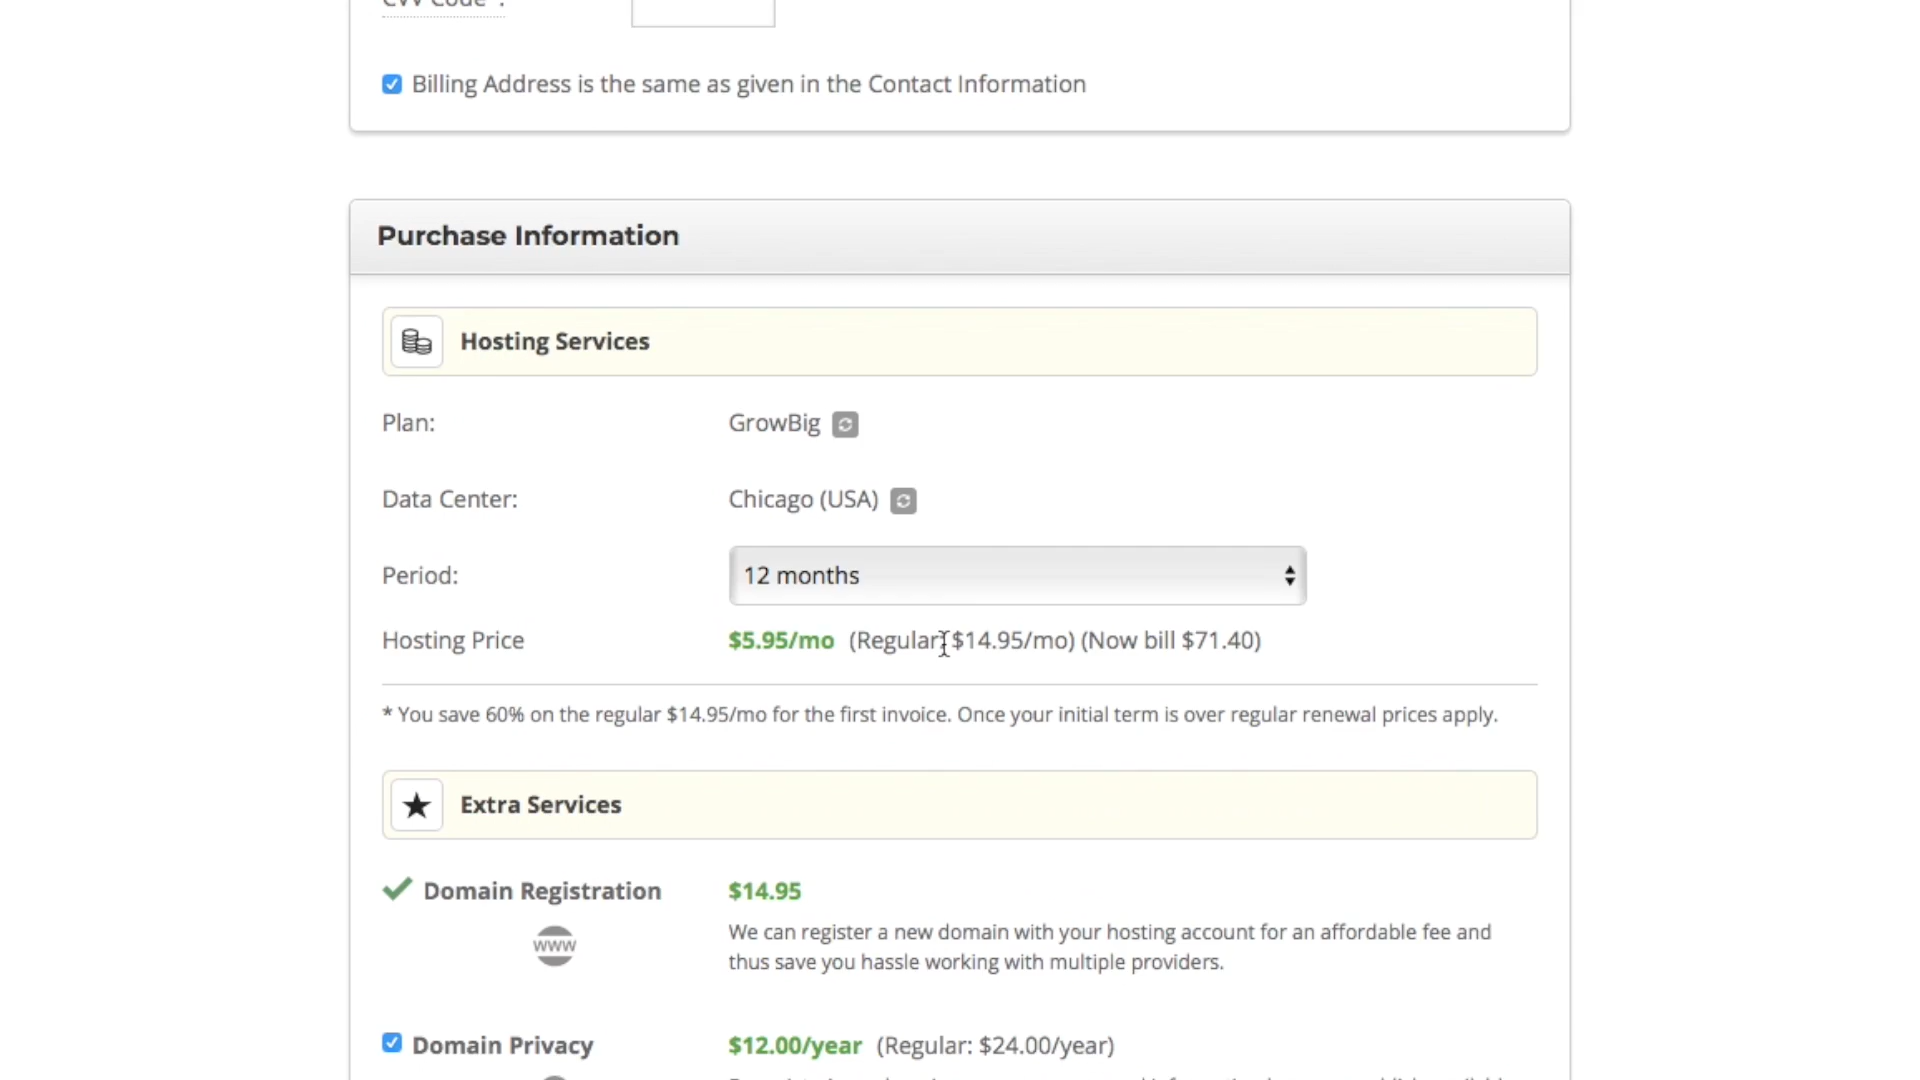 CVV Code * :
Billing Address is the same as given in the Contact Information
Purchase Information
Hosting Services
Plan: GrowBig
Data Center: Chicago (USA)
Period: 12 months
Hosting Price $5.95/mo (Regular: $14.95/mo) (Now bill $71.40)
* You save 60% on the regular $14.95/mo for the first invoice. Once your initial term is over regular renewal prices apply.
Extra Services
Domain Registration $14.95
www
We can register a new domain with your hosting account for an affordable fee and
thus save you hassle working with multiple providers.
Domain Privacy $12.00/year (Regular: $24.00/year)